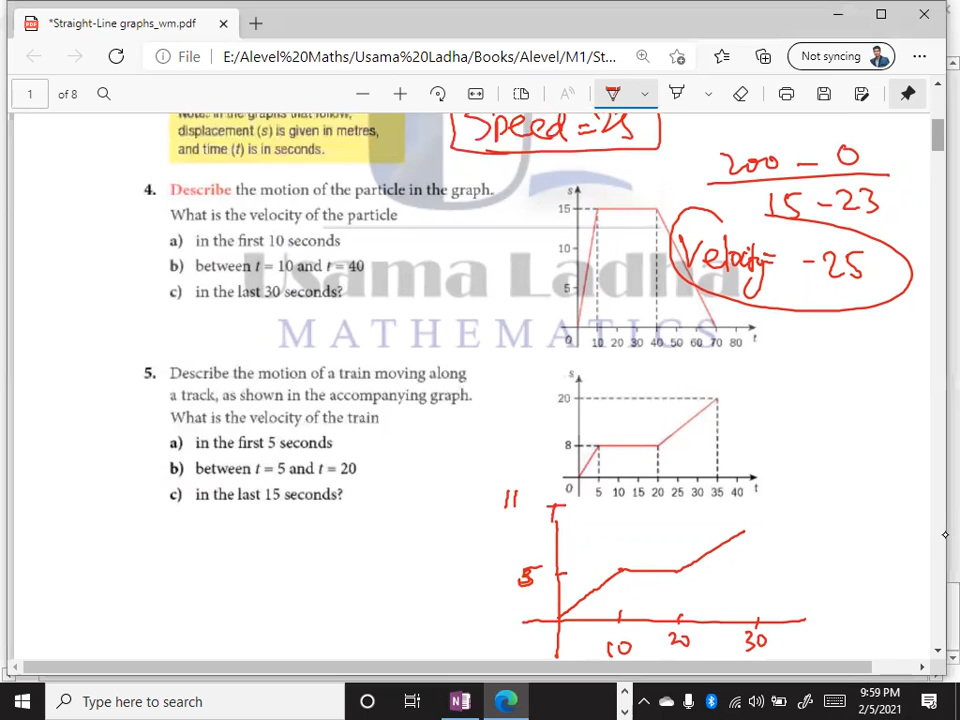 *Straight-Line graphs_wm.pdf
File E:/Alevel%20Maths/Usama%20Ladha/Books/Alevel/M1/St...
Not syncing
1 of 8
Note: In the graphs that follow,
displacement (s) is given in metres,
and time (t) is in seconds.
Speed = 25
200 - 0
15 - 23
Velocity = -25
4. Describe the motion of the particle in the graph.
What is the velocity of the particle
a) in the first 10 seconds
b) between t = 10 and t = 40
c) in the last 30 seconds?
s
15
10
5
0 10 20 30 40 50 60 70 80 t
Usama Ladha
MATHEMATICS
5. Describe the motion of a train moving along
a track, as shown in the accompanying graph.
What is the velocity of the train
a) in the first 5 seconds
b) between t = 5 and t = 20
c) in the last 15 seconds?
s
20
8
0 5 10 15 20 25 30 35 40 t
11
5
10 20 30
Type here to search
9:59 PM
2/5/2021